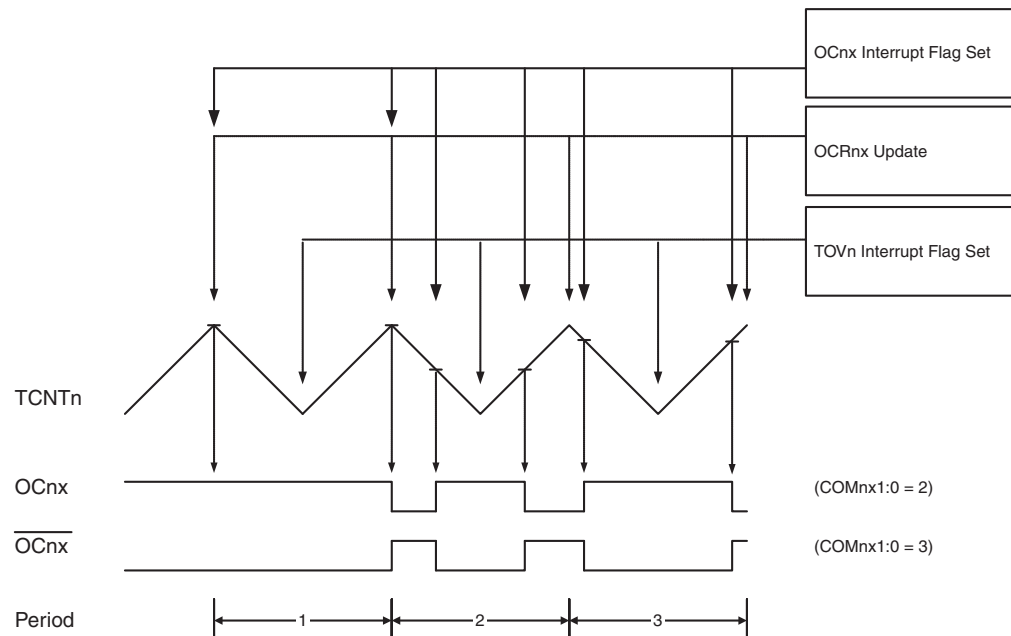 OCnx Interrupt Flag Set
OCRnx Update
TOVn Interrupt Flag Set
TCNTn
OCnx
(COMnx1:0 = 2)
OCnx
(COMnx1:0 = 3)
Period
1
2
3